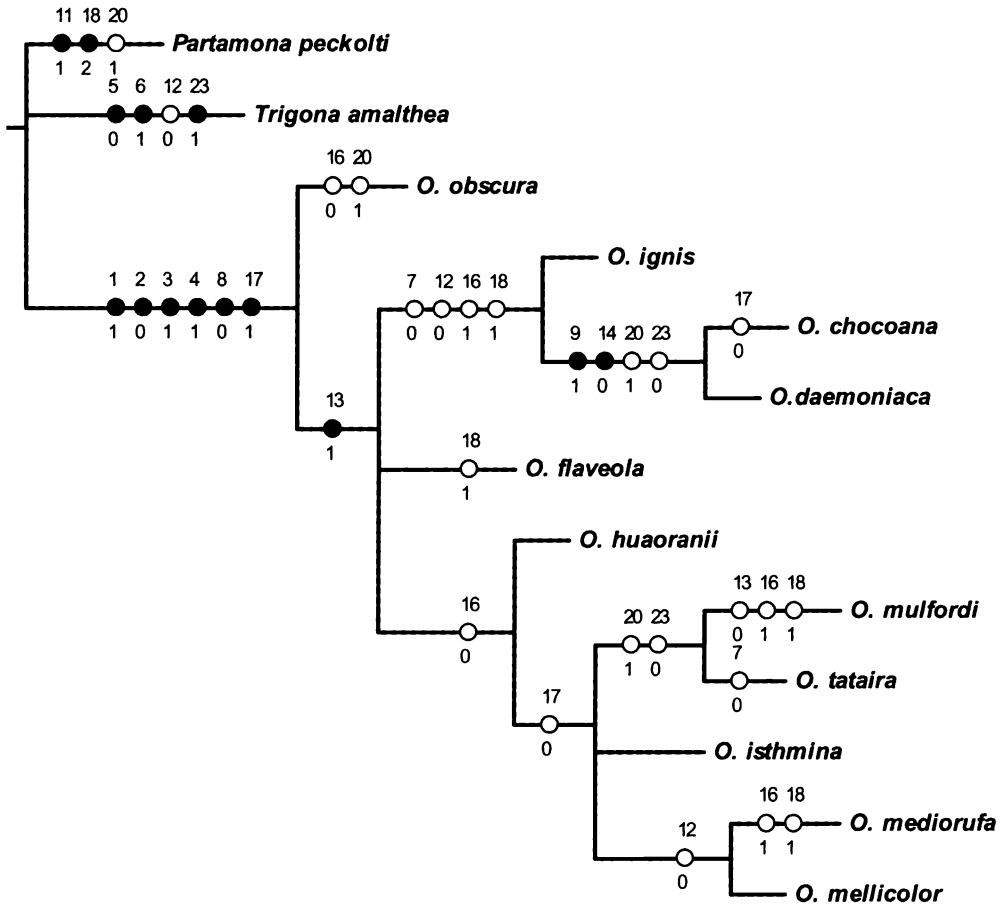 11 18 20
Partamona peckolti
1 2 1
5 6 12 23
Trigona amalthea
0 1 0 1
16 20
O. obscura
0 1
1 2 3 4 8 17
1 0 1 1 0 1
7 12 16 18
0 0 1 1
O. ignis
17
O. chocoana
0
9 14 20 23
1 0 1 0
O.daemoniaca
13
1
18
O. flaveola
1
O. huaoranii
16
0
13 16 18
O. mulfordi
0 1 1
20 23
1 0
7
O. tataira
0
17
0
O. isthmina
16 18
O. mediorufa
1 1
12
0
O. mellicolor